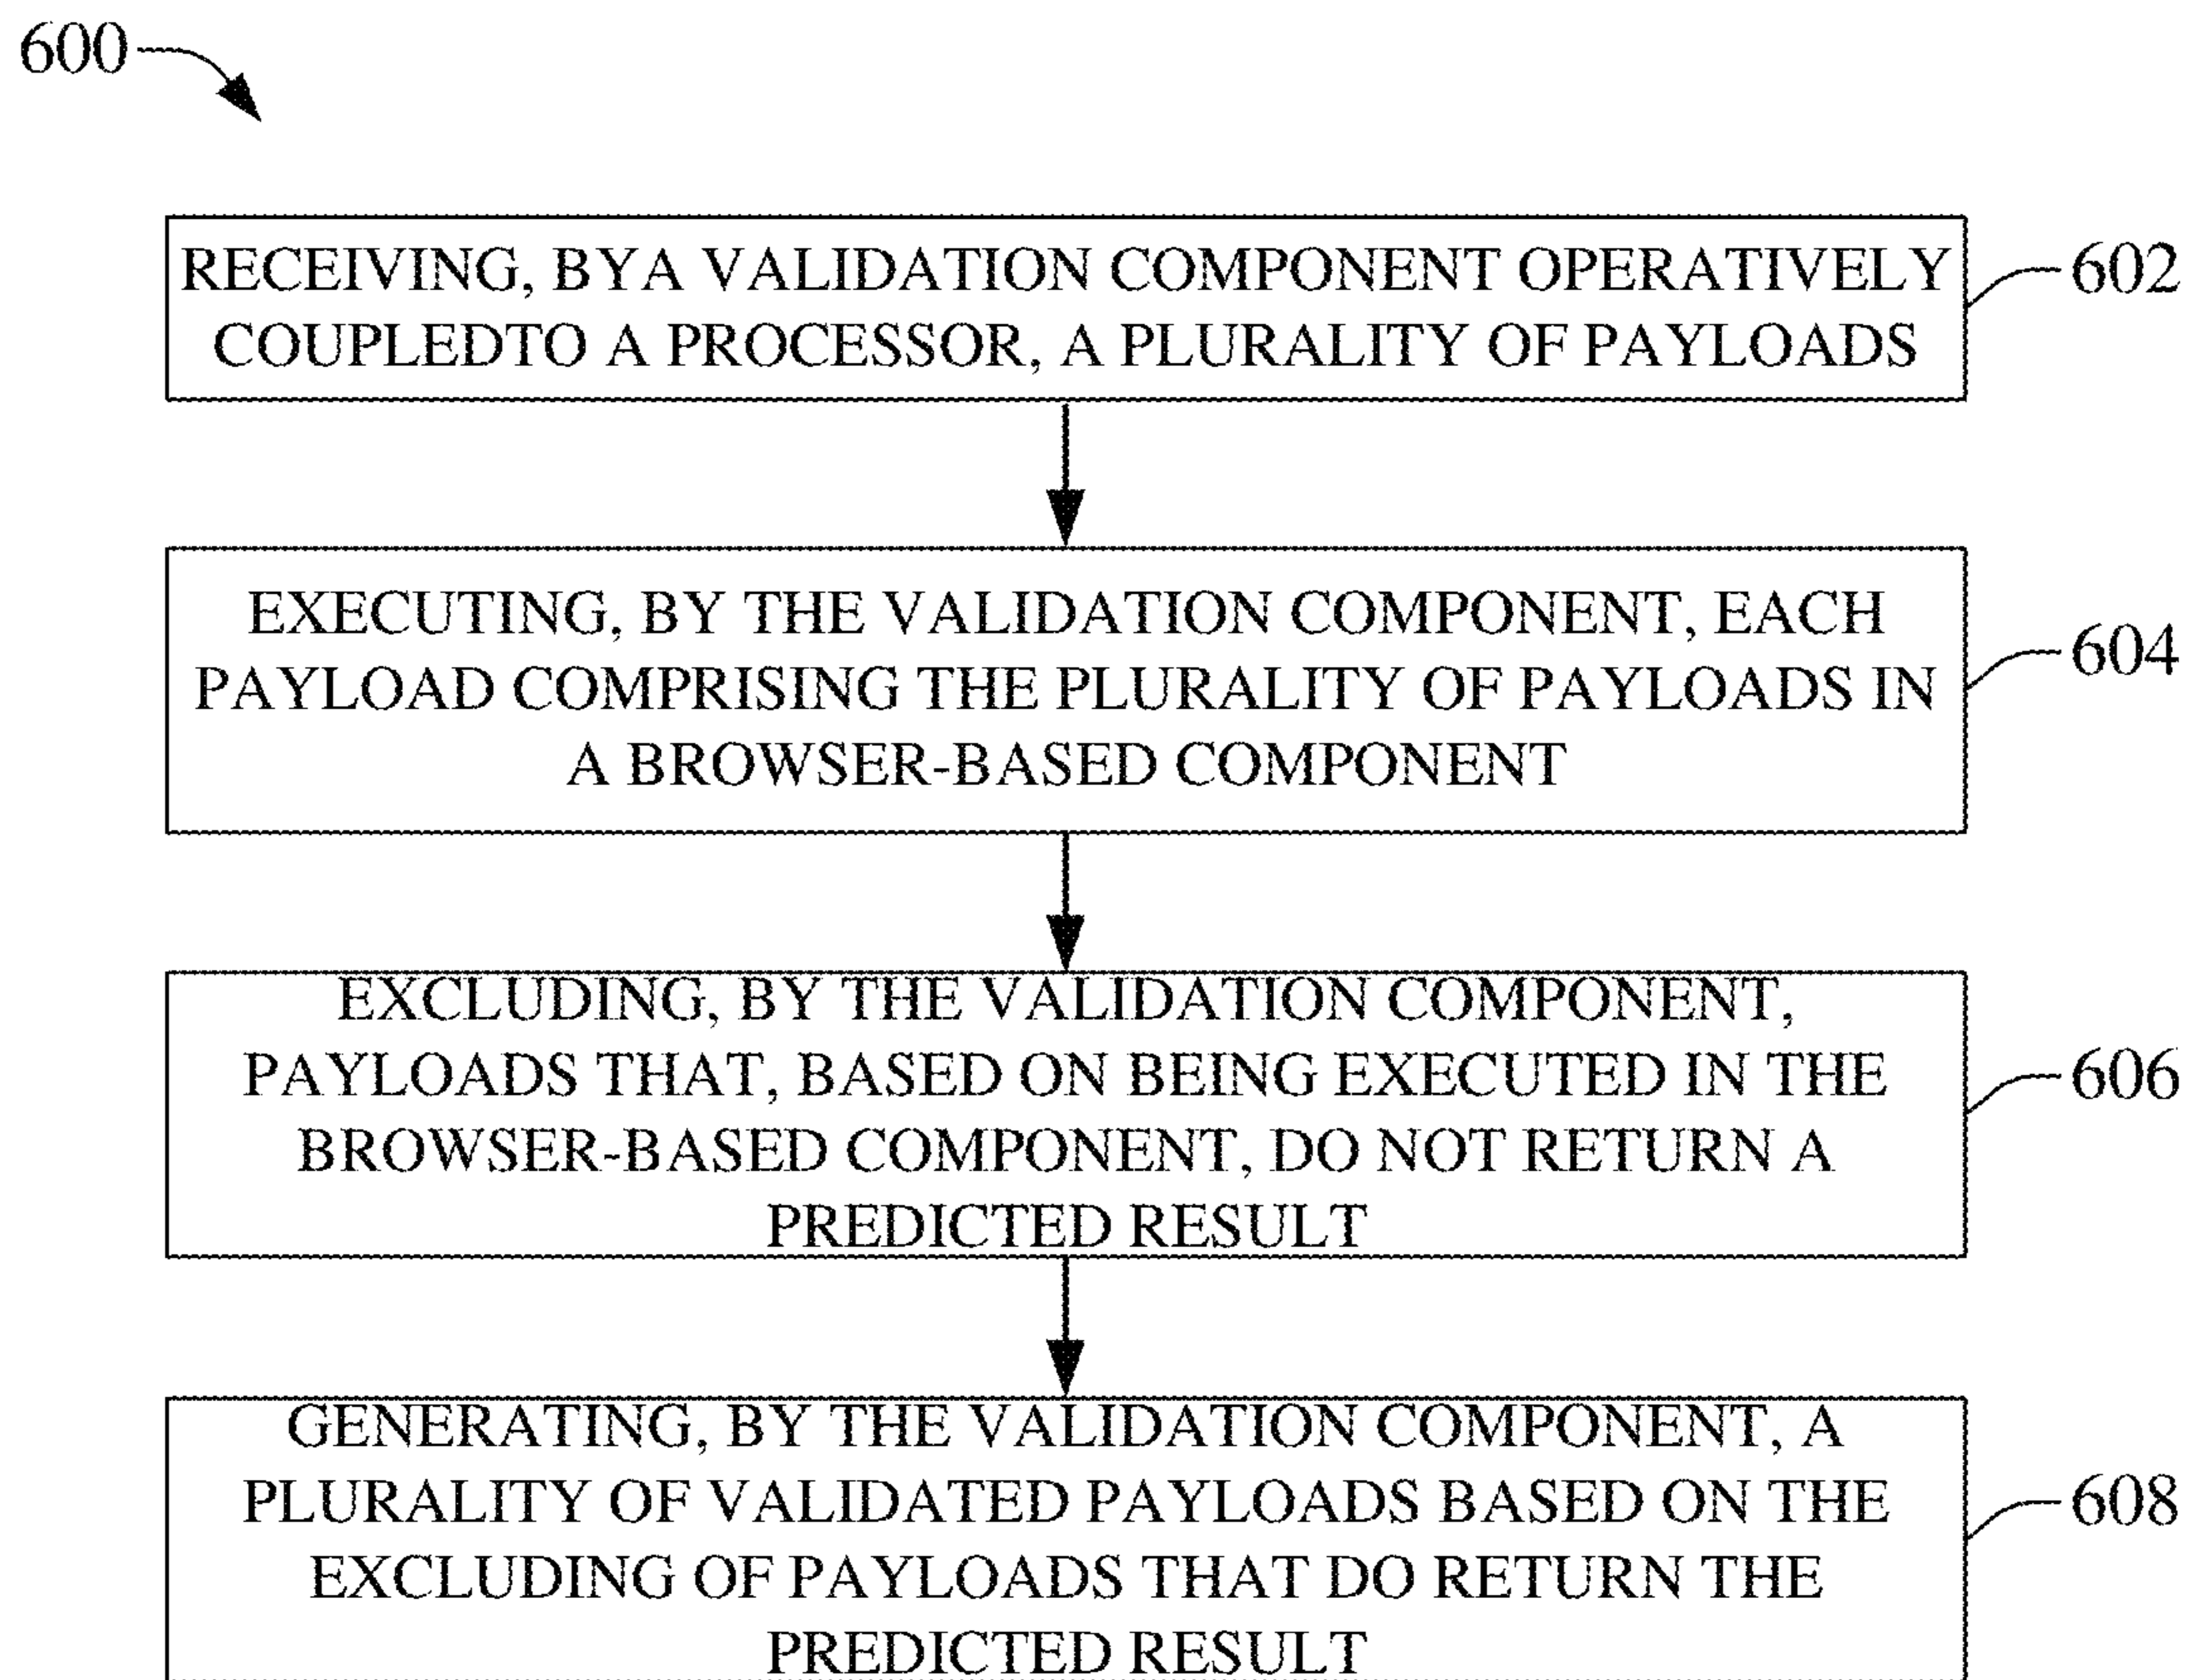 600
RECEIVING, BYA VALIDATION COMPONENT OPERATIVELY
COUPLEDTO A PROCESSOR, A PLURALITY OF PAYLOADS
602
EXECUTING, BY THE VALIDATION COMPONENT, EACH
PAYLOAD COMPRISING THE PLURALITY OF PAYLOADS IN
A BROWSER-BASED COMPONENT
604
EXCLUDING, BY THE VALIDATION COMPONENT,
PAYLOADS THAT, BASED ON BEING EXECUTED IN THE
BROWSER-BASED COMPONENT, DO NOT RETURN A
PREDICTED RESULT
606
GENERATING, BY THE VALIDATION COMPONENT, A
PLURALITY OF VALIDATED PAYLOADS BASED ON THE
EXCLUDING OF PAYLOADS THAT DO RETURN THE
PREDICTED RESULT
608